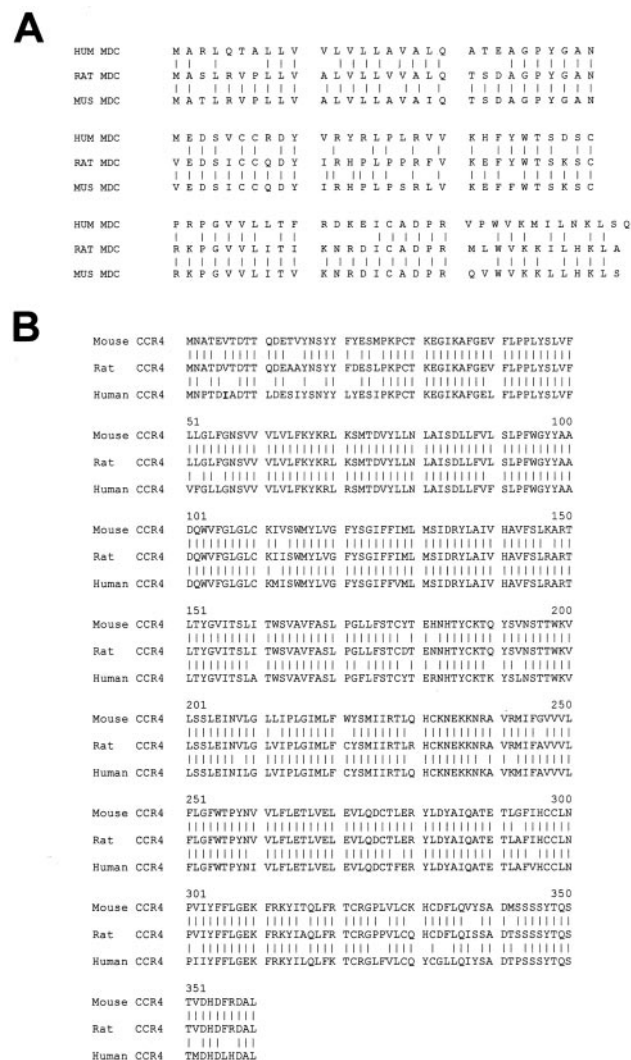 A
HUM MDC M A R L Q T A L L V V L V L L A V A L Q A T E A G P Y G A N
RAT MDC M A S L R V P L L V A L V L L V V A L Q T S D A G P Y G A N
MUS MDC M A T L R V P L L V A L V L L A V A I Q T S D A G P Y G A N
HUM MDC M E D S V C C R D Y V R Y R L P L R V V K H F Y W T S D S C
RAT MDC V E D S I C C Q D Y I R H P L P P R F V K E F Y W T S K S C
MUS MDC V E D S I C C Q D Y I R H P L P S R L V K E F F W T S K S C
HUM MDC P R P G V V L L T F R D K E I C A D P R V P W V K M I L N K L S Q
RAT MDC R K P G V V L I T I K N R D I C A D P R M L W V K K I L H K L A
MUS MDC R K P G V V L I T V K N R D I C A D P R Q V W V K K L L H K L S
B
Mouse CCR4 MNATEVTDTT QDETVYNSYY FYESMPKPCT KEGIKAFGEV FLPPLYSLVF
Rat CCR4 MNATDVTDTT QDEAAYNSYY FYDESLPKPCT KEGIKAFGEV FLPPLYSLVF
Human CCR4 MNPTDIADTT LDESIYSNYY LYESIPKPCT KEGIKAFGEL FLPPLYSLVF
51 100
Mouse CCR4 LLGLFGNSVV VLVLFKYKRL KSMTDVYLLN LAISDLLFVL SLPFWGYYAA
Rat CCR4 LLGLFGNSVV VLVLFKYKRL KSMTDVYLLN LAISDLLFVL SLPFWGYYAA
Human CCR4 VFGLLGNSVV VLVLFKYKRL RSMTDVYLLN LAISDLLFVF SLPFWGYYAA
101 150
Mouse CCR4 DQWVFGLGLC KIVSWMYLVG FYSGIFFIML MSIDRYLAIV HAVFSLKART
Rat CCR4 DQWVFGLGLC KIISWMYLVG FYSGIFFIML MSIDRYLAIV HAVFSLRART
Human CCR4 DQWVFGLGLC KMISWMYLVG FYSGIFFVML MSIDRYLAIV HAVFSLRART
151 200
Mouse CCR4 LTYGVITSLI TWSVAVFASL PGLLFSTCYT EHNHTYCKTQ YSVNSTTWKV
Rat CCR4 LTYGVITSLI TWSVAVFASL PGLLFSTCDT ENNHTYCKTQ YSVNSTTWKV
Human CCR4 LTYGVITSLA TWSVAVFASL PGFLFSTCYT ERNHTYCKTK YSLNSTTWKV
201 250
Mouse CCR4 LSSLEINVLG LLIPLGIMLF WYSMIIRTLQ HCKNEKKNRA VRMIFGVVVL
Rat CCR4 LSSLEINVLG LVIPLGIMLF CYSMIIRTLR HCKNEKKNRA VRMIFAVVVL
Human CCR4 LSSLEINILG LVIPLGIMLF CYSMIIRTLQ HCKNEKKNKA VKMIFAVVVL
251 300
Mouse CCR4 FLGFWTPYNV VLFLETLVEL EVLQDCTLER YLDYAIQATE TLGFIHCCLN
Rat CCR4 FLGFWTPYNV VLFLETLVEL EVLQDCTLER YLDYAIQATE TLAFIHCCLN
Human CCR4 FLGFWTPYNI VLFLETLVEL EVLQDCTFER YLDYAIQATE TLAFVHCCLN
301 350
Mouse CCR4 PVIYFFLGEK FRKYITQLFR TCRGPLVLCK HCDFLQVYSA DMSSSSYTQS
Rat CCR4 PVIYFFLGEK FRKYIAQLFR TCRGPPVLCQ HCDFLQISSA DTSSSSYTQS
Human CCR4 PIIYFFLGEK FRKYILQLFK TCRGLFVLCQ YCGLLQIYSA DTPSSSYTQS
351
Mouse CCR4 TVDHDFRDAL
Rat CCR4 TVDHDFRDAL
Human CCR4 TMDHDLHDAL